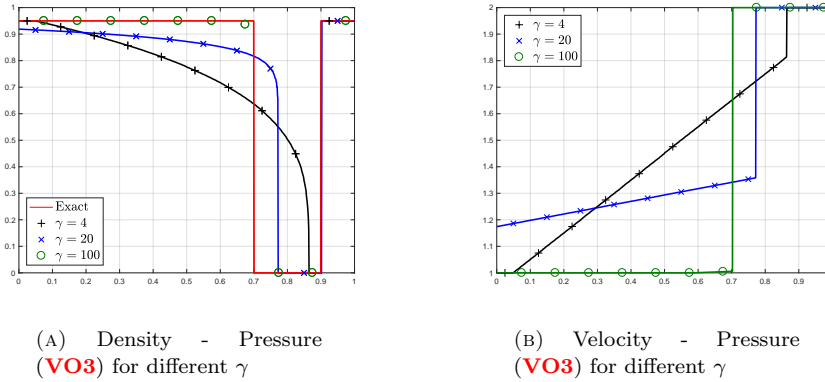 1
0.9
0.8
0.7
0.6
0.5
0.4
0.3
0.2
0.1
0
0 0.1 0.2 0.3 0.4 0.5 0.6 0.7 0.8 0.9 1
Exact
γ = 4
γ = 20
γ = 100
2
1.9
1.8
1.7
1.6
1.5
1.4
1.3
1.2
1.1
1
0 0.1 0.2 0.3 0.4 0.5 0.6 0.7 0.8 0.9
γ = 4
γ = 20
γ = 100
(A) Density - Pressure
(VO3) for different γ
(B) Velocity - Pressure
(VO3) for different γ